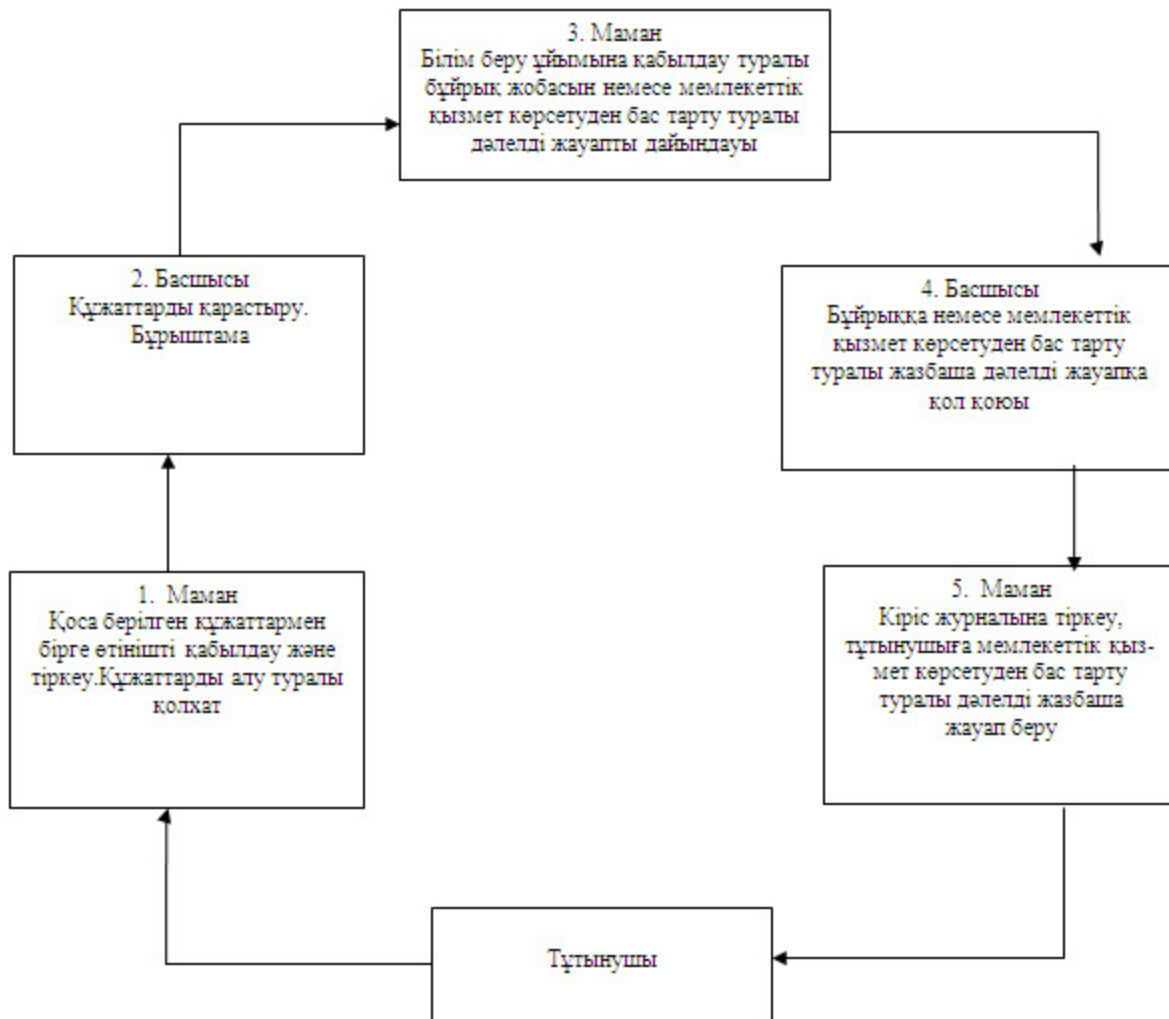 3. Маман
Білім беру ұйымына қабылдау туралы
бұйрық жобасын немесе мемлекеттік
қызмет көрсетуден бас тарту туралы
дәлелді жауапты дайындауы
2. Басшысы
Құжаттарды қарастыру.
Бұрыштама
4. Басшысы
Бұйрыққа немесе мемлекеттік
қызмет көрсетуден бас тарту
туралы жазбаша дәлелді жауапқа
қол қоюы
1. Маман
Қоса берілген құжаттармен
бірге өтінішті қабылдау және
тіркеу.Құжаттарды алу туралы
қолхат
5. Маман
Кіріс журналына тіркеу,
тұтынушыға мемлекеттік қыз-
мет көрсетуден бас тарту
туралы дәлелді жазбаша
жауап беру
Тұтынушы